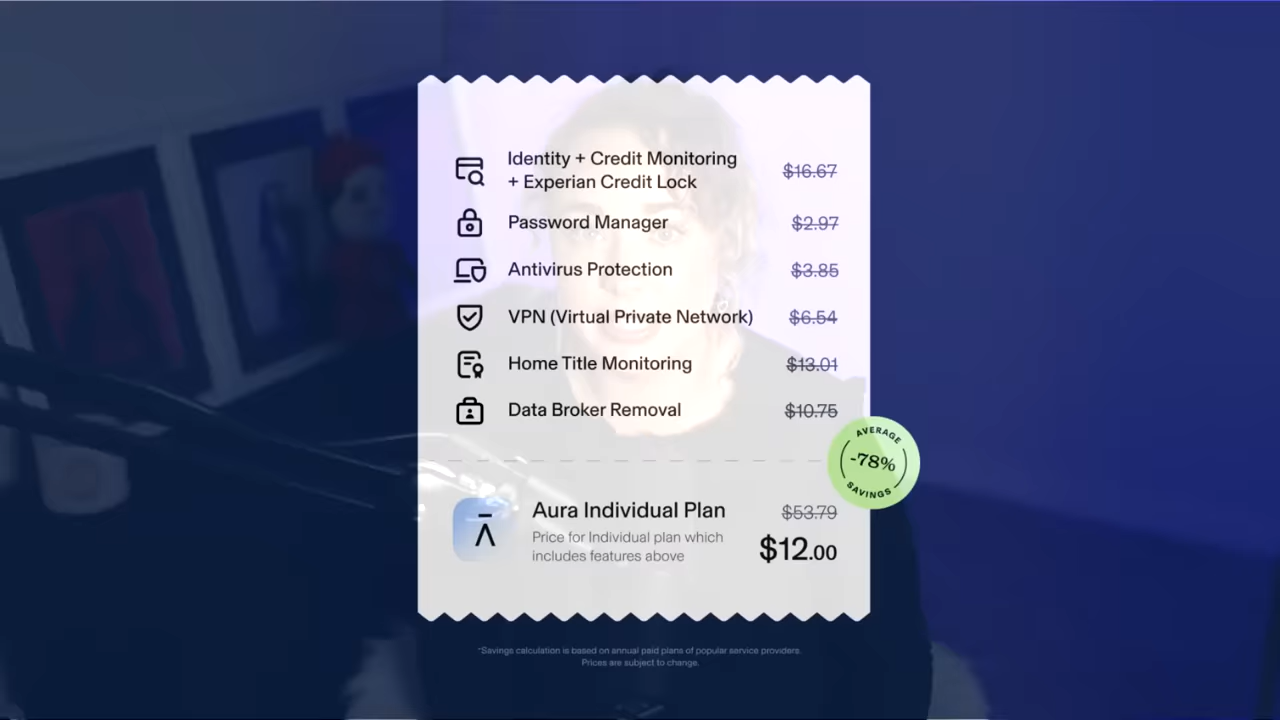 Identity + Credit Monitoring
+ Experian Credit Lock
$16.67
Password Manager
$2.97
Antivirus Protection
$3.85
VPN (Virtual Private Network)
$6.54
Home Title Monitoring
$13.01
Data Broker Removal
$10.75
AVERAGE
-78%
SAVINGS
Aura Individual Plan
$53.79
Price for Individual plan which
includes features above
$12.00
*Savings calculation is based on annual paid plans of popular service providers.
Prices are subject to change.